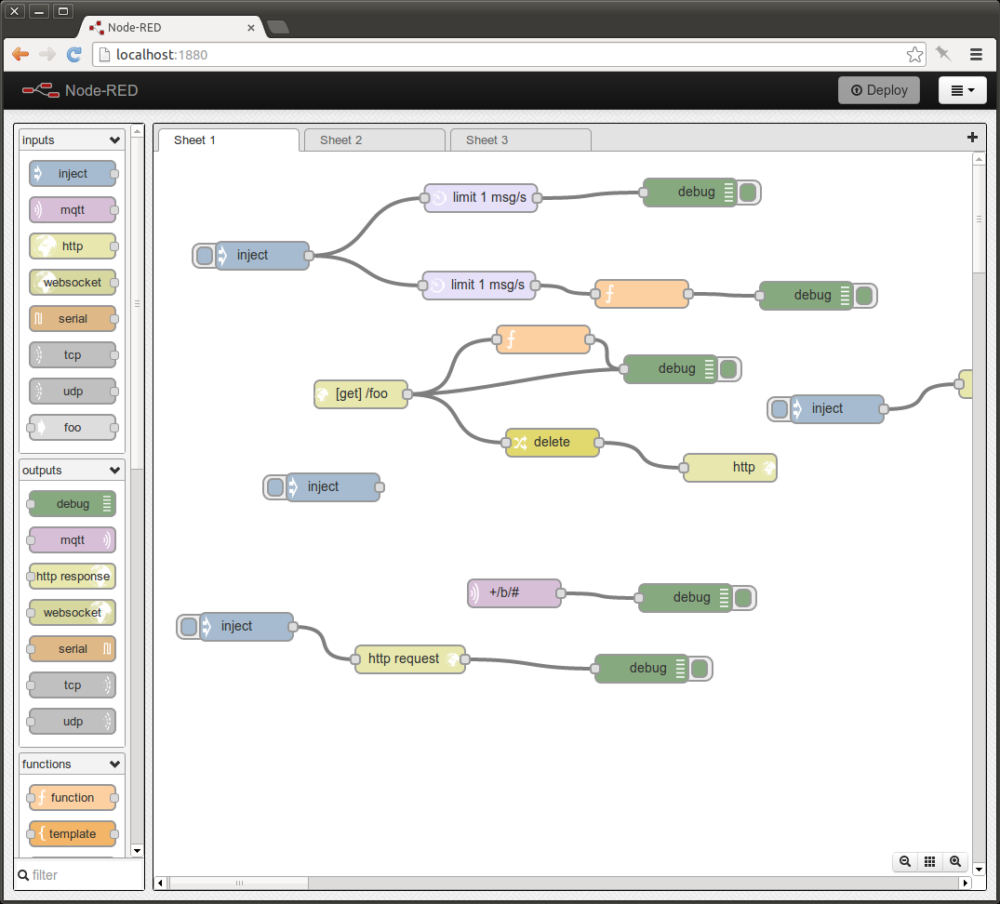 Node-RED
localhost:1880
Node-RED
Deploy
inputs
inject
mqtt
http
websocket
serial
tcp
udp
foo
outputs
debug
mqtt
http response
websocket
serial
tcp
udp
functions
function
template
filter
Sheet 1
Sheet 2
Sheet 3
limit 1 msg/s
debug
inject
limit 1 msg/s
debug
[get] /foo
debug
inject
delete
http
inject
+/b/#
debug
inject
http request
debug